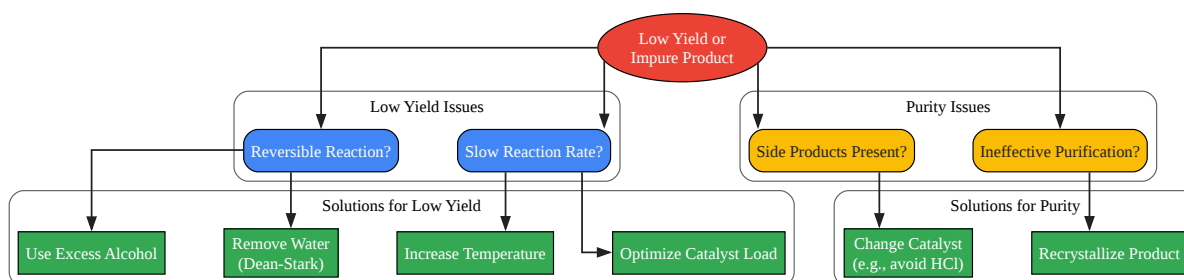 Low Yield or
Impure Product
Low Yield Issues
Purity Issues
Reversible Reaction?
Slow Reaction Rate?
Side Products Present?
Ineffective Purification?
Solutions for Low Yield
Solutions for Purity
Use Excess Alcohol
Remove Water
(Dean-Stark)
Increase Temperature
Optimize Catalyst Load
Change Catalyst
(e.g., avoid HCl)
Recrystallize Product